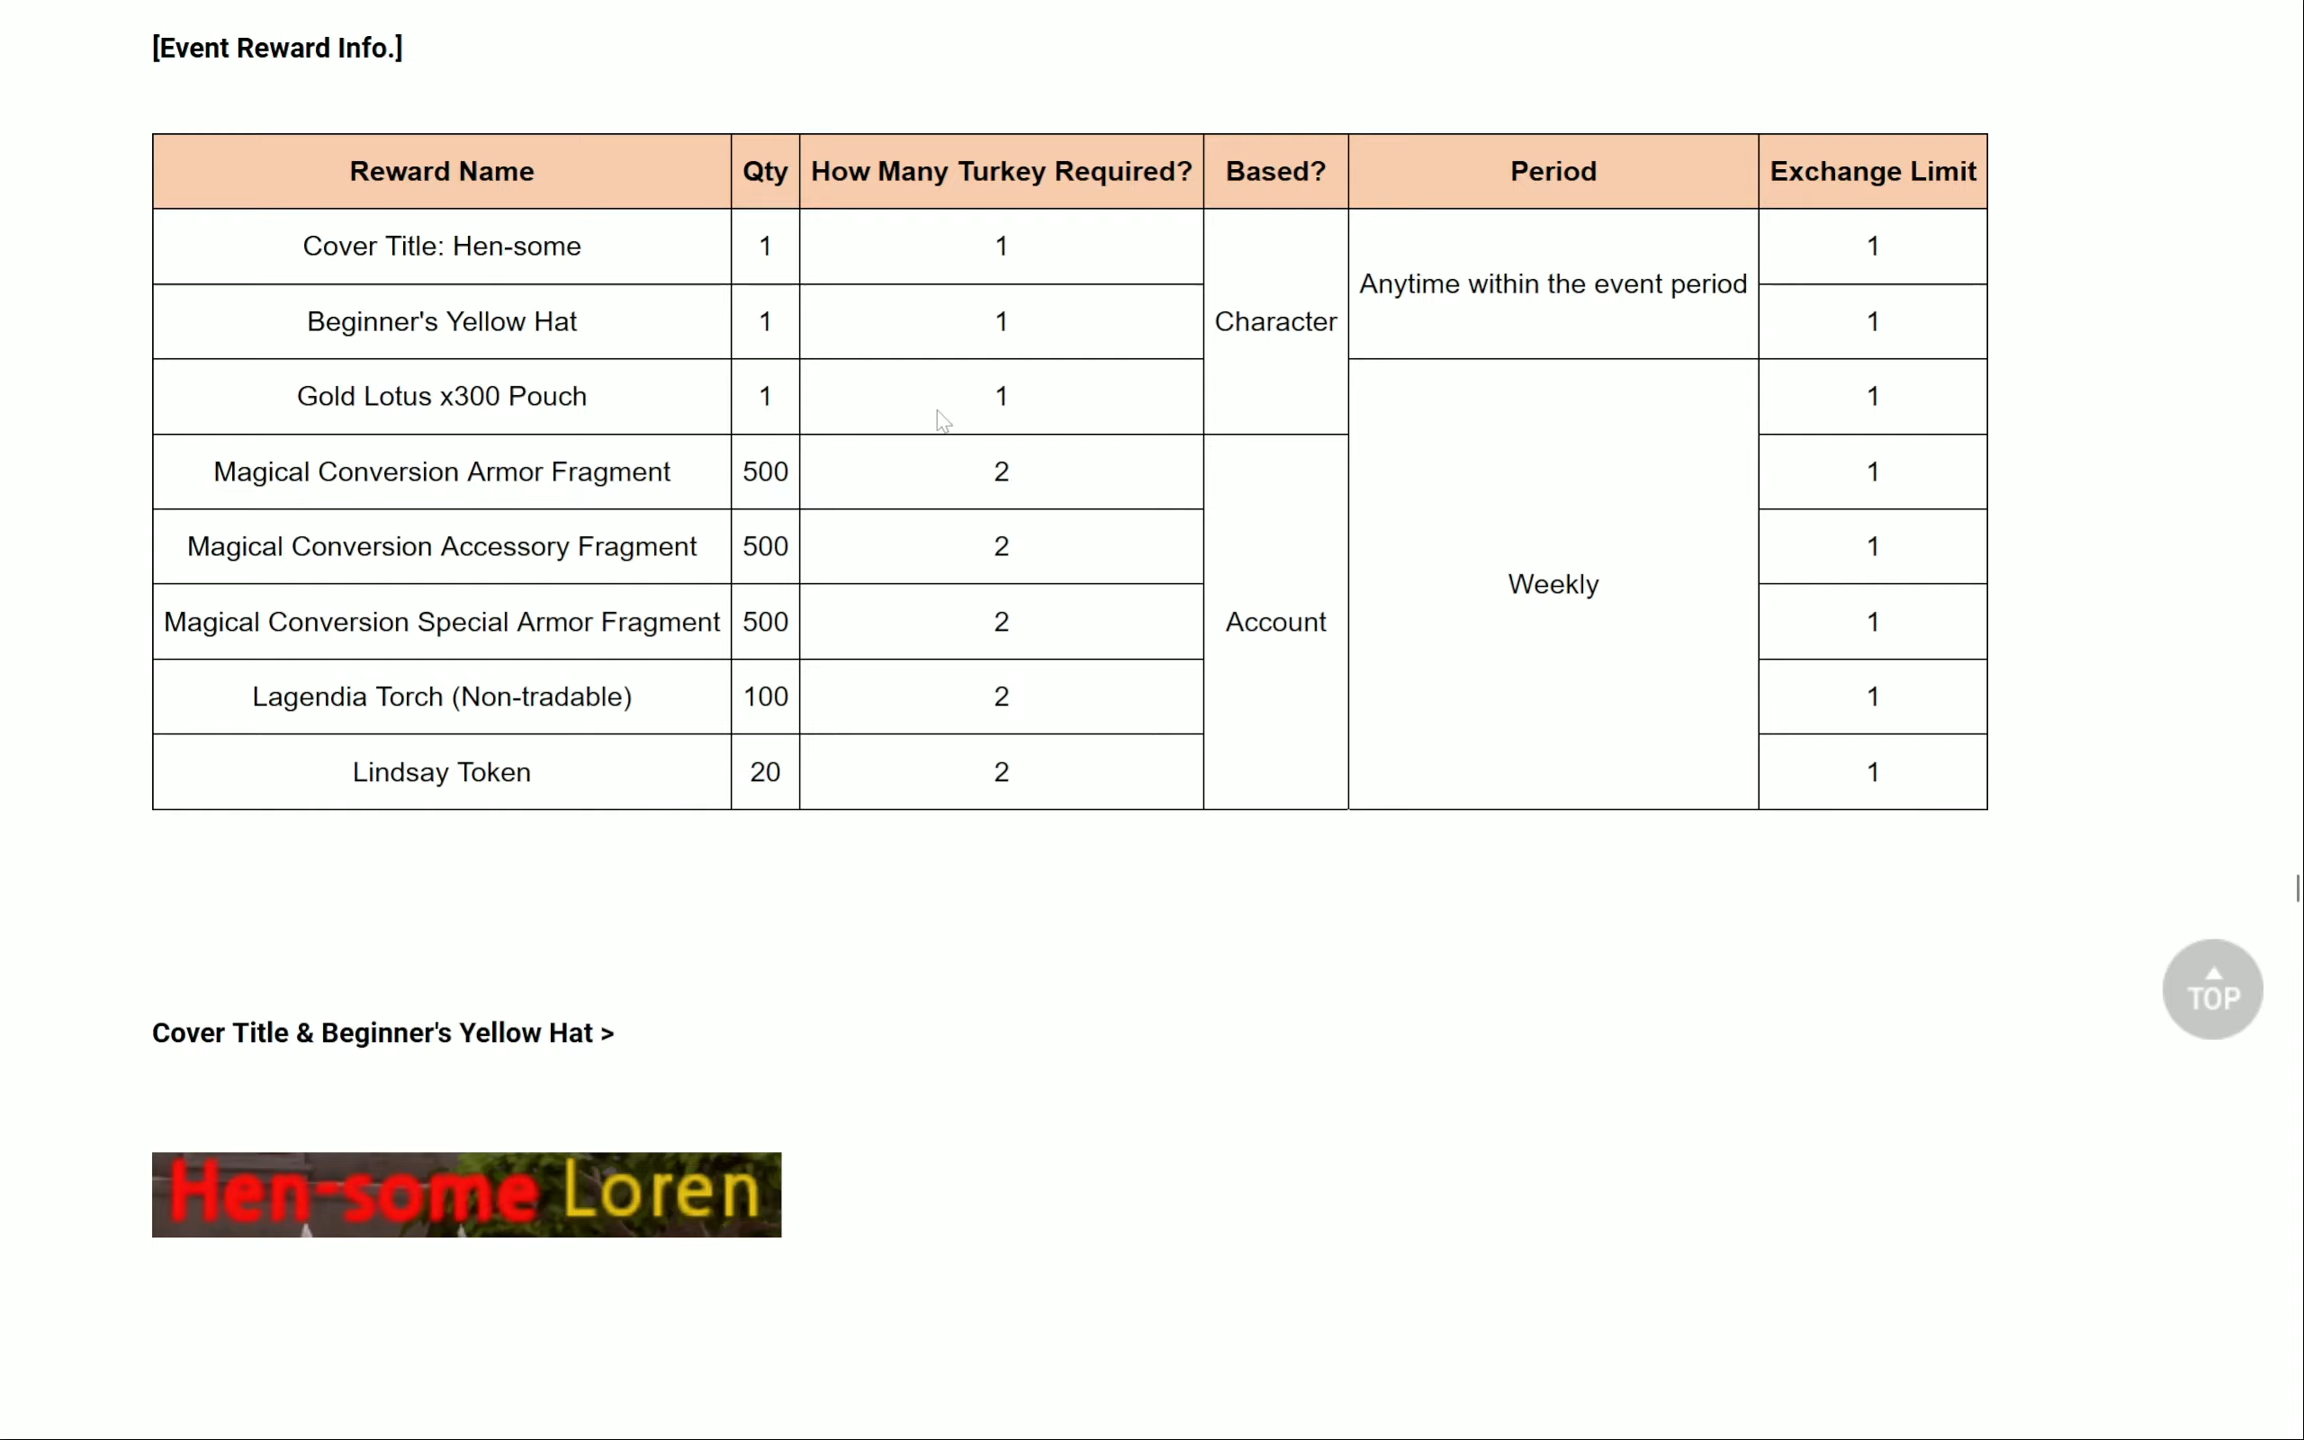 [Event Reward Info.]
Reward Name Qty How Many Turkey Required? Based? Period Exchange Limit
Cover Title: Hen-some 1 1 Character Anytime within the event period 1
Beginner's Yellow Hat 1 1 1
Gold Lotus x300 Pouch 1 1 Weekly 1
Magical Conversion Armor Fragment 500 2 Account 1
Magical Conversion Accessory Fragment 500 2 1
Magical Conversion Special Armor Fragment 500 2 1
Lagendia Torch (Non-tradable) 100 2 1
Lindsay Token 20 2 1
TOP
Cover Title & Beginner's Yellow Hat >
Hen-some Loren